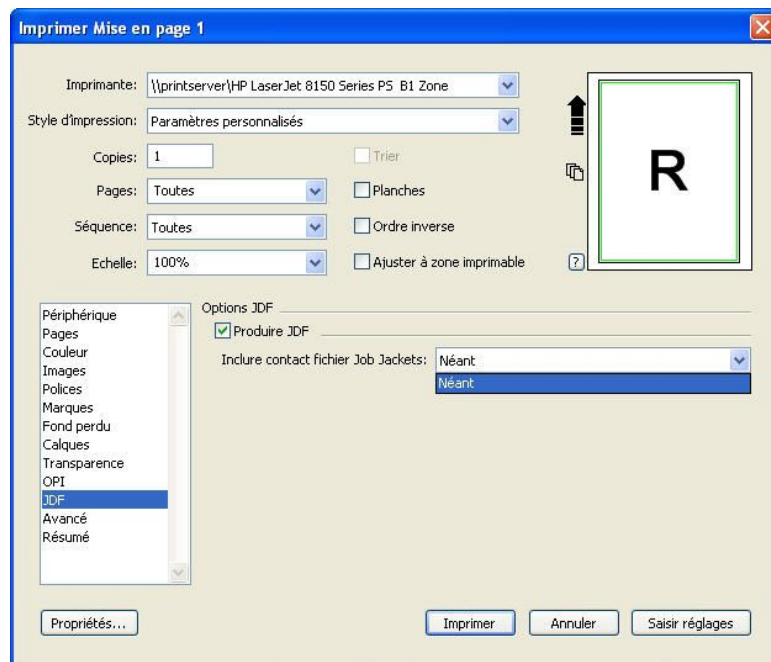 Imprimer Mise en page 1
Imprimante: \\printserver\HP LaserJet 8150 Series PS B1 Zone
Style d'impression: Paramètres personnalisés
Copies: 1 Trier
Pages: Toutes Planches
Séquence: Toutes Ordre inverse
Echelle: 100% Ajuster à zone imprimable ?
R
Périphérique
Pages
Couleur
Images
Polices
Marques
Fond perdu
Calques
Transparence
OPI
JDF
Avancé
Résumé
Options JDF
Produire JDF
Inclure contact fichier Job Jackets: Néant
Néant
Propriétés... Imprimer Annuler Saisir réglages